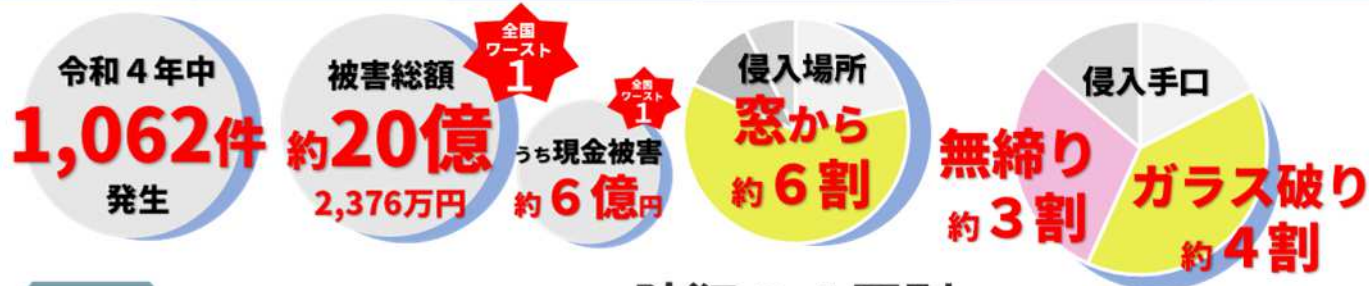 令和４年中
1,062件
発生
被害総額
約20億
2,376万円
全国
ワースト
1
うち現金被害
約６億円
全国
ワースト
1
侵入場所
窓から
約６割
侵入手口
無締り
約３割
ガラス破り
約４割